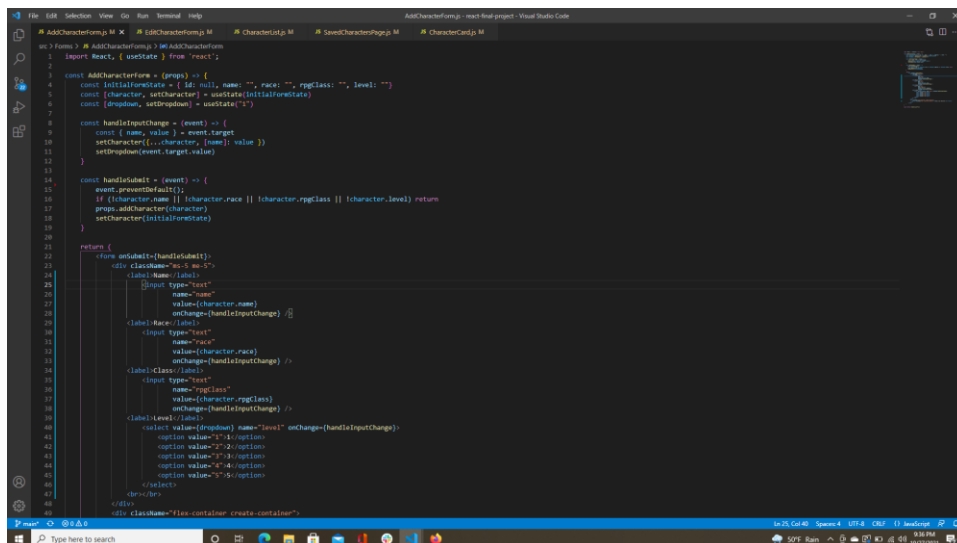 File Edit Selection View Go Run Terminal Help
AddCharacterForm.js - react-final-project - Visual Studio Code
JS AddCharacterForm.js M X JS EditCharacterForm.js M JS CharacterList.js M JS SavedCharactersPage.js M JS CharacterCard.js M
src > Forms > JS AddCharacterForm.js > AddCharacterForm
1 import React, { useState } from 'react';
2
3 const AddCharacterForm = (props) => {
4 const initialFormState = { id: null, name: "", race: "", rpgClass: "", level: ""}
5 const [character, setCharacter] = useState(initialFormState)
6 const [dropdown, setDropdown] = useState("1")
7
8 const handleInputChange = (event) => {
9 const { name, value } = event.target
10 setCharacter({...character, [name]: value })
11 setDropdown(event.target.value)
12 }
13
14 const handleSubmit = (event) => {
15 event.preventDefault();
16 if (!character.name || !character.race || !character.rpgClass || !character.level) return
17 props.addCharacter(character)
18 setCharacter(initialFormState)
19 }
20
21 return (
22 <form onSubmit={handleSubmit}>
23 <div className="ms-5 me-5">
24 <label>Name</label>
25 <input type="text"
26 name="name"
27 value={character.name}
28 onChange={handleInputChange} />
29 <label>Race</label>
30 <input type="text"
31 name="race"
32 value={character.race}
33 onChange={handleInputChange} />
34 <label>Class</label>
35 <input type="text"
36 name="rpgClass"
37 value={character.rpgClass}
38 onChange={handleInputChange} />
39 <label>Level</label>
40 <select value={dropdown} name="level" onChange={handleInputChange}>
41 <option value="1">1</option>
42 <option value="2">2</option>
43 <option value="3">3</option>
44 <option value="4">4</option>
45 <option value="5">5</option>
46 </select>
47 <br></br>
48 </div>
49 <div className="flex-container create-container">
main* 0 0 Ln 25, Col 40 Spaces: 4 UTF-8 CRLF {} JavaScript
Type here to search
50°F Rain
9:36 PM